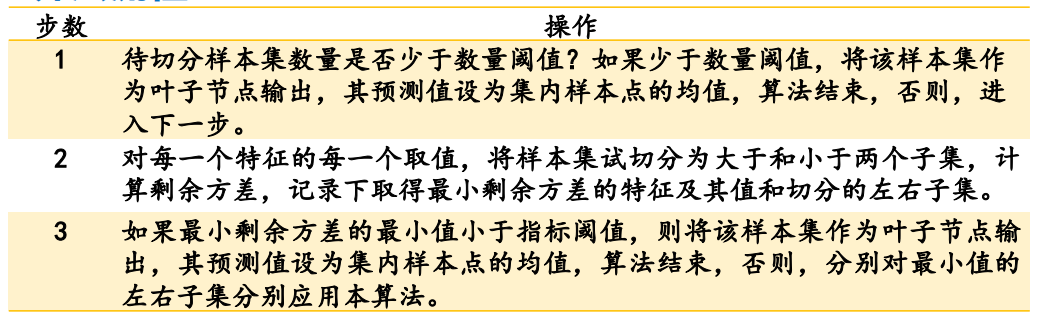 步数 操作
1 待切分样本集数量是否少于数量阈值？如果少于数量阈值，将该样本集作
为叶子节点输出，其预测值设为集内样本点的均值，算法结束，否则，进
入下一步。
2 对每一个特征的每一个取值，将样本集试切分为大于和小于两个子集，计
算剩余方差，记录下取得最小剩余方差的特征及其值和切分的左右子集。
3 如果最小剩余方差的最小值小于指标阈值，则将该样本集作为叶子节点输
出，其预测值设为集内样本点的均值，算法结束，否则，分别对最小值的
左右子集分别应用本算法。